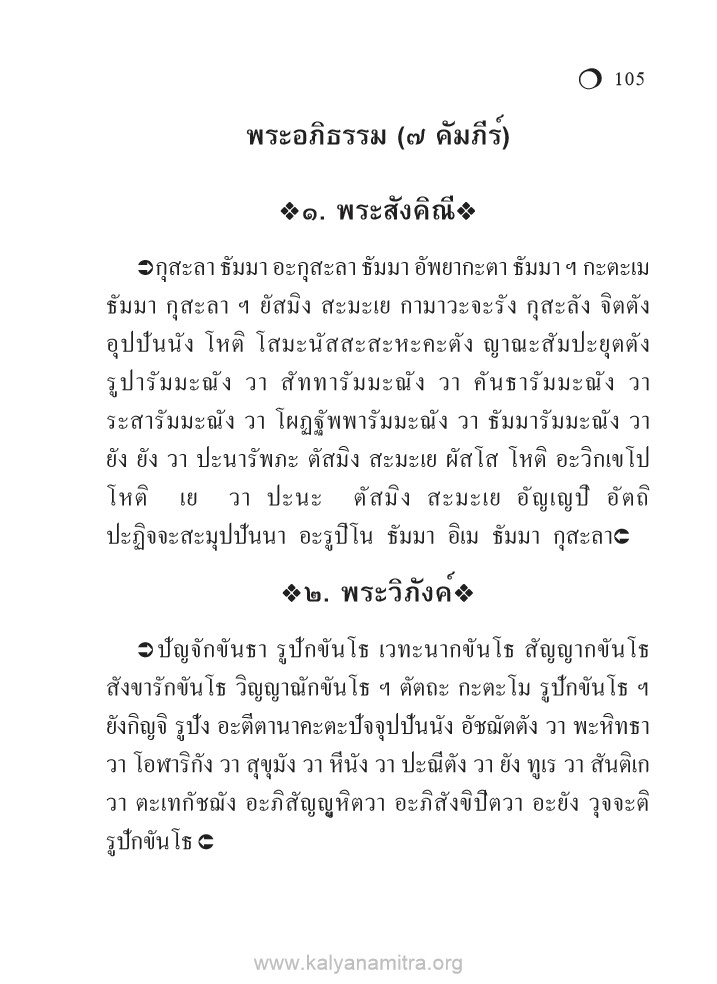 105
พระอภิธรรม (๗ คัมภีร์)
❖๑. พระสังคิณี❖
➲กุสะลา ธัมมา อะกุสะลา ธัมมา อัพยากะตา ธัมมา ฯ กะตะเม
ธัมมา กุสะลา ฯ ยัสมิง สะมะเย กามาวะจะรัง กุสะลัง จิตตัง
อุปปันนัง โหติ โสมะนัสสะสะหะคะตัง ญาณะสัมปะยุตตัง
รูปารัมมะณัง วา สัททารัมมะณัง วา คันธารัมมะณัง วา
ระสารัมมะณัง วา โผฏฐัพพารัมมะณัง วา ธัมมารัมมะณัง วา
ยัง ยัง วา ปะนารัพภะ ตัสมิง สะมะเย ผัสโส โหติ อะวิกเขโป
โหติ เย วา ปะนะ ตัสมิง สะมะเย อัญเญปิ อัตถิ
ปะฏิจจะสะมุปปันนา อะรูปิโน ธัมมา อิเม ธัมมา กุสะลา➲
❖๒. พระวิภังค์❖
➲ปัญจักขันธา รูปักขันโธ เวทะนากขันโธ สัญญากขันโธ
สังขารักขันโธ วิญญาณักขันโธ ฯ ตัตถะ กะตะโม รูปักขันโธ ฯ
ยังกิญจิ รูปัง อะตีตานาคะตะปัจจุปปันนัง อัชฌัตตัง วา พะหิทธา
วา โอฬาริกัง วา สุขุมัง วา หีนัง วา ปะณีตัง วา ยัง ทูเร วา สันติเก
วา ตะเทกัชฌัง อะภิสัญญูหิตวา อะภิสังขิปิตวา อะยัง วุจจะติ
รูปักขันโธ➲
www.kalyanamitra.org